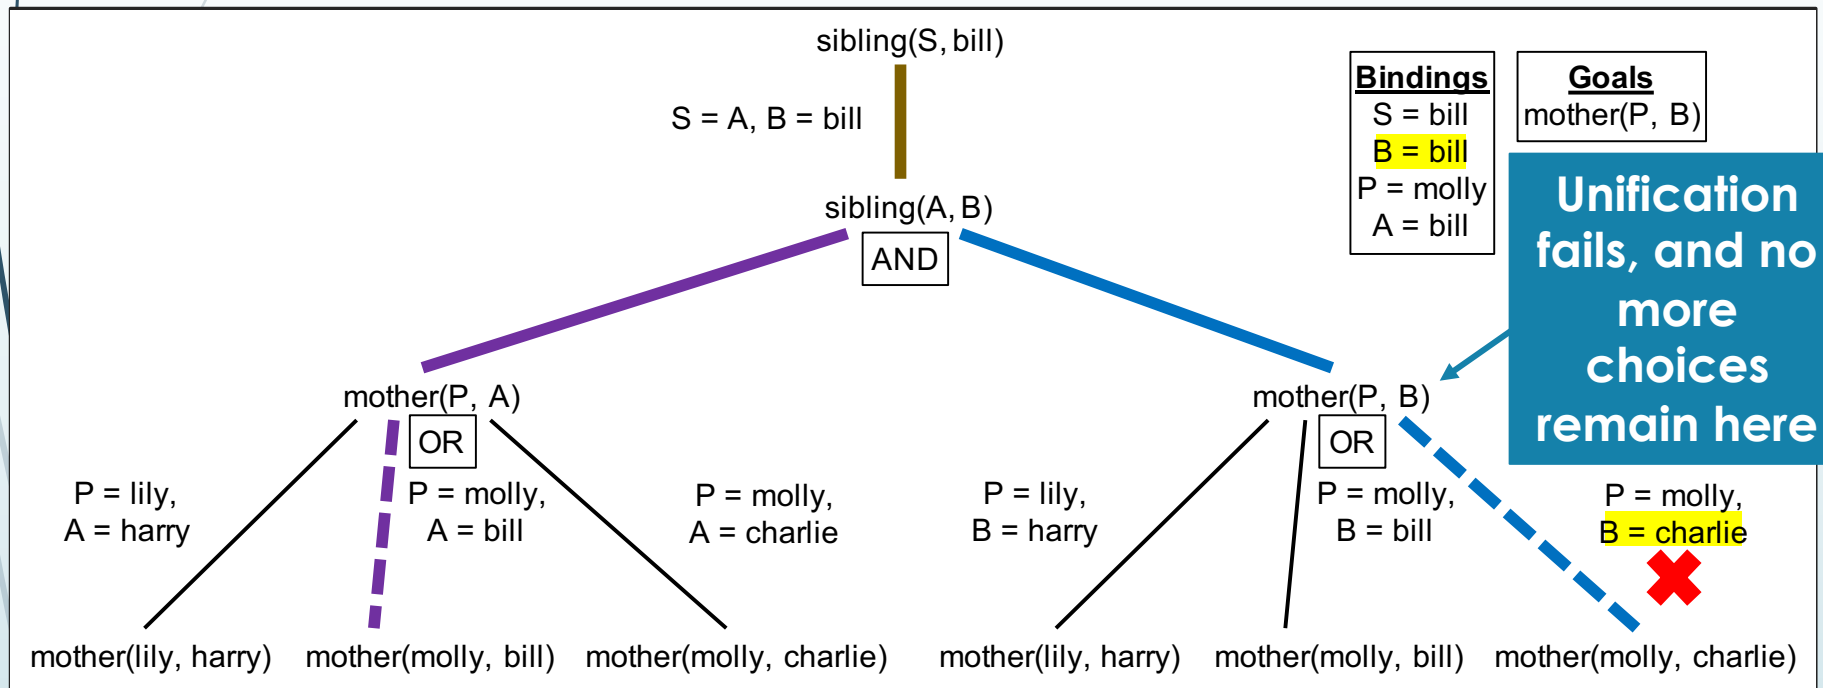 sibling(S, bill)
S = A, B = bill
sibling(A, B)
AND
Bindings
S = bill
B = bill
P = molly
A = bill
Goals
mother(P, B)
Unification
fails, and no
more
choices
remain here
mother(P, A)
OR
P = lily,
A = harry
P = molly,
A = bill
P = molly,
A = charlie
mother(P, B)
OR
P = lily,
B = harry
P = molly,
B = bill
P = molly,
B = charlie
mother(lily, harry)
mother(molly, bill)
mother(molly, charlie)
mother(lily, harry)
mother(molly, bill)
mother(molly, charlie)